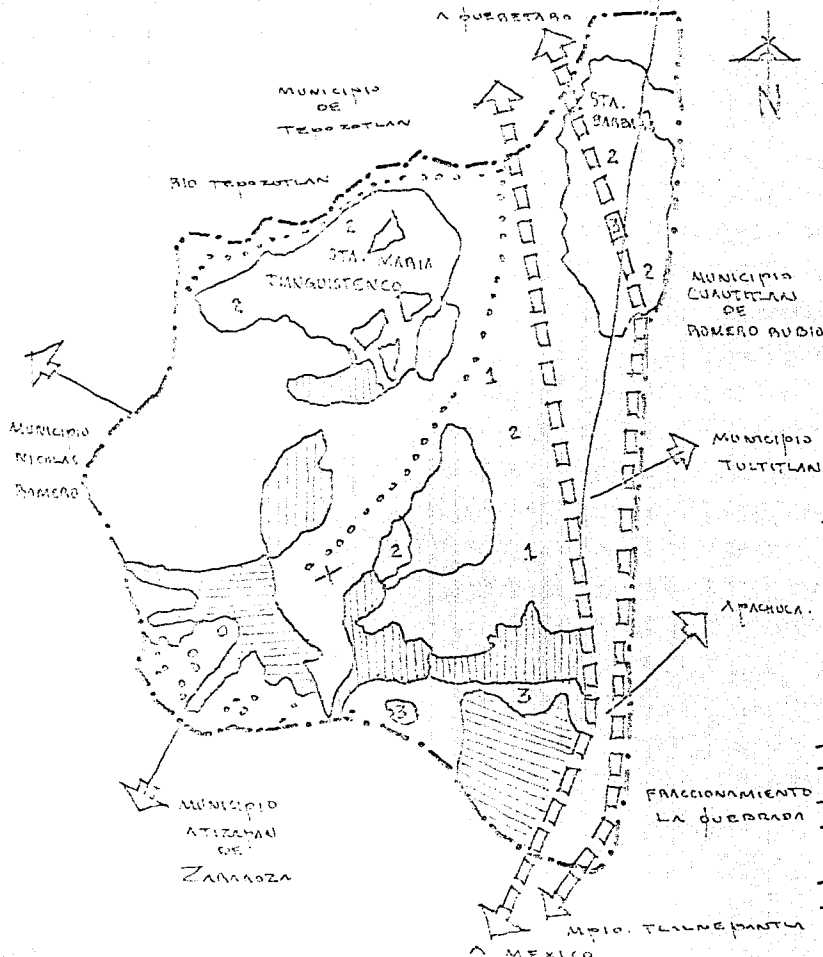 A QUERETARO
N
MUNICIPIO
DE
TEPOZOTLAN
STA.
BARBARA
2
RIO TEPOZOTLAN
2
STA. MARIA
TIANGUISTENCO
2
2
MUNICIPIO
CUAUTITLAN
DE
ROMERO RUBIO
1
2
MUNICIPIO
NICOLAS
ROMERO
MUNICIPIO
TULTITLAN
2
1
A PACHUCA.
3
3
MUNICIPIO
ATIZAPAN
DE
ZARAGOZA
FRACCIONAMIENTO
LA QUEBRADA
MPIO. TLALNEPANTLA
A MEXICO